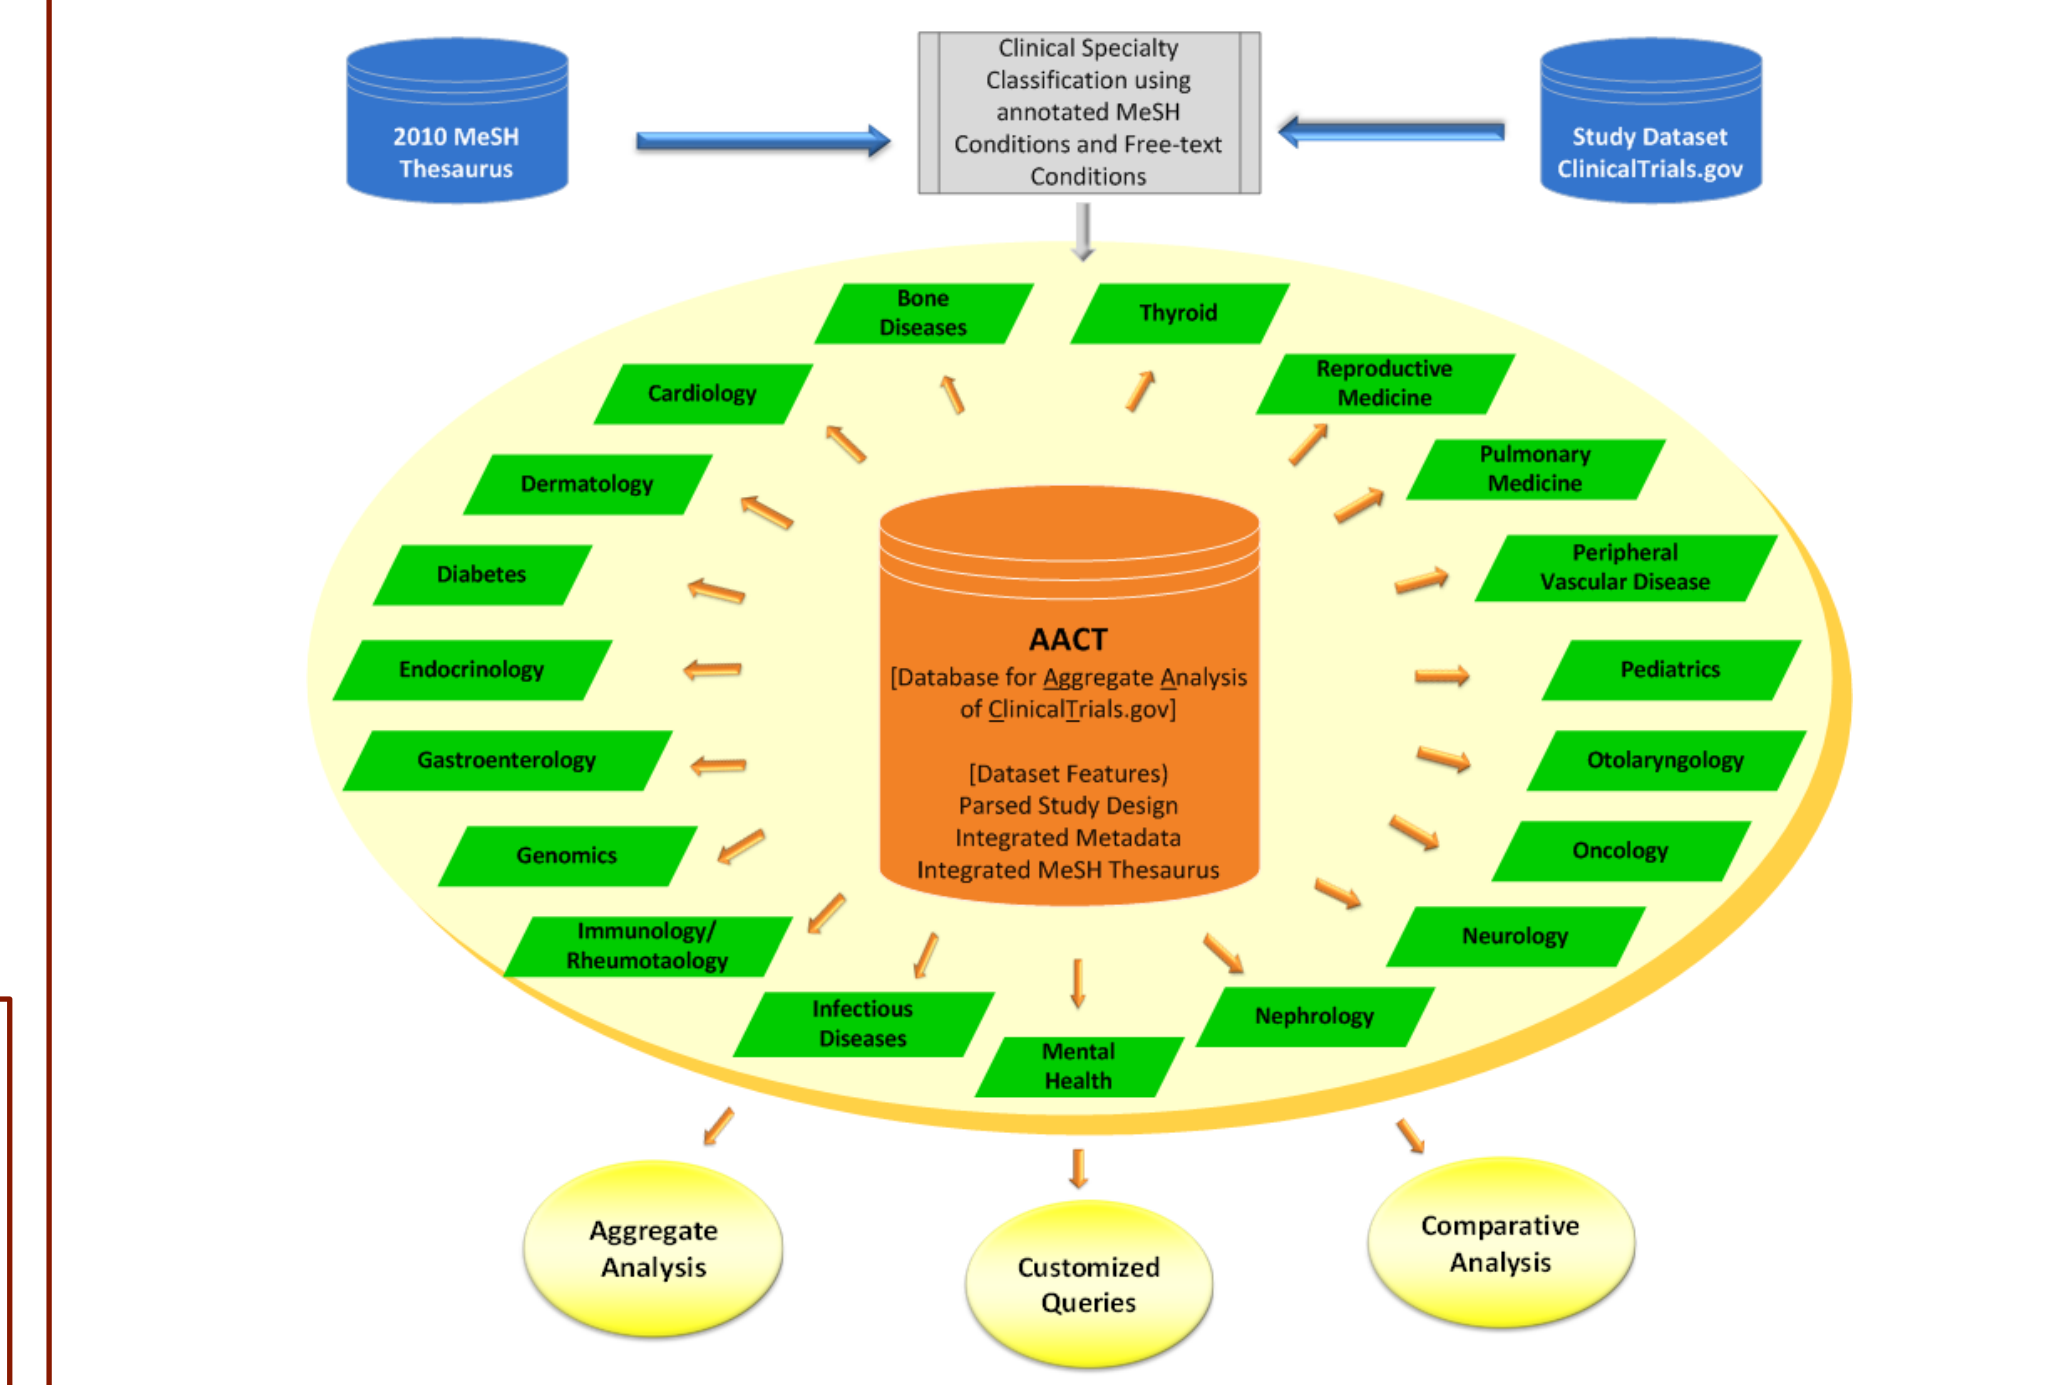 2010 MeSH
Thesaurus
Clinical Specialty
Classification using
annotated MeSH
Conditions and Free-text
Conditions
Study Dataset
ClinicalTrials.gov
Bone
Diseases
Thyroid
Cardiology
Reproductive
Medicine
Dermatology
Pulmonary
Medicine
Diabetes
Peripheral
Vascular Disease
Endocrinology
Pediatrics
Gastroenterology
Otolaryngology
Genomics
Oncology
Immunology/
Rheumotaology
Neurology
Infectious
Diseases
Mental
Health
Nephrology
AACT
[Database for Aggregate Analysis
of ClinicalTrials.gov]
[Dataset Features)
Parsed Study Design
Integrated Metadata
Integrated MeSH Thesaurus
Aggregate
Analysis
Customized
Queries
Comparative
Analysis